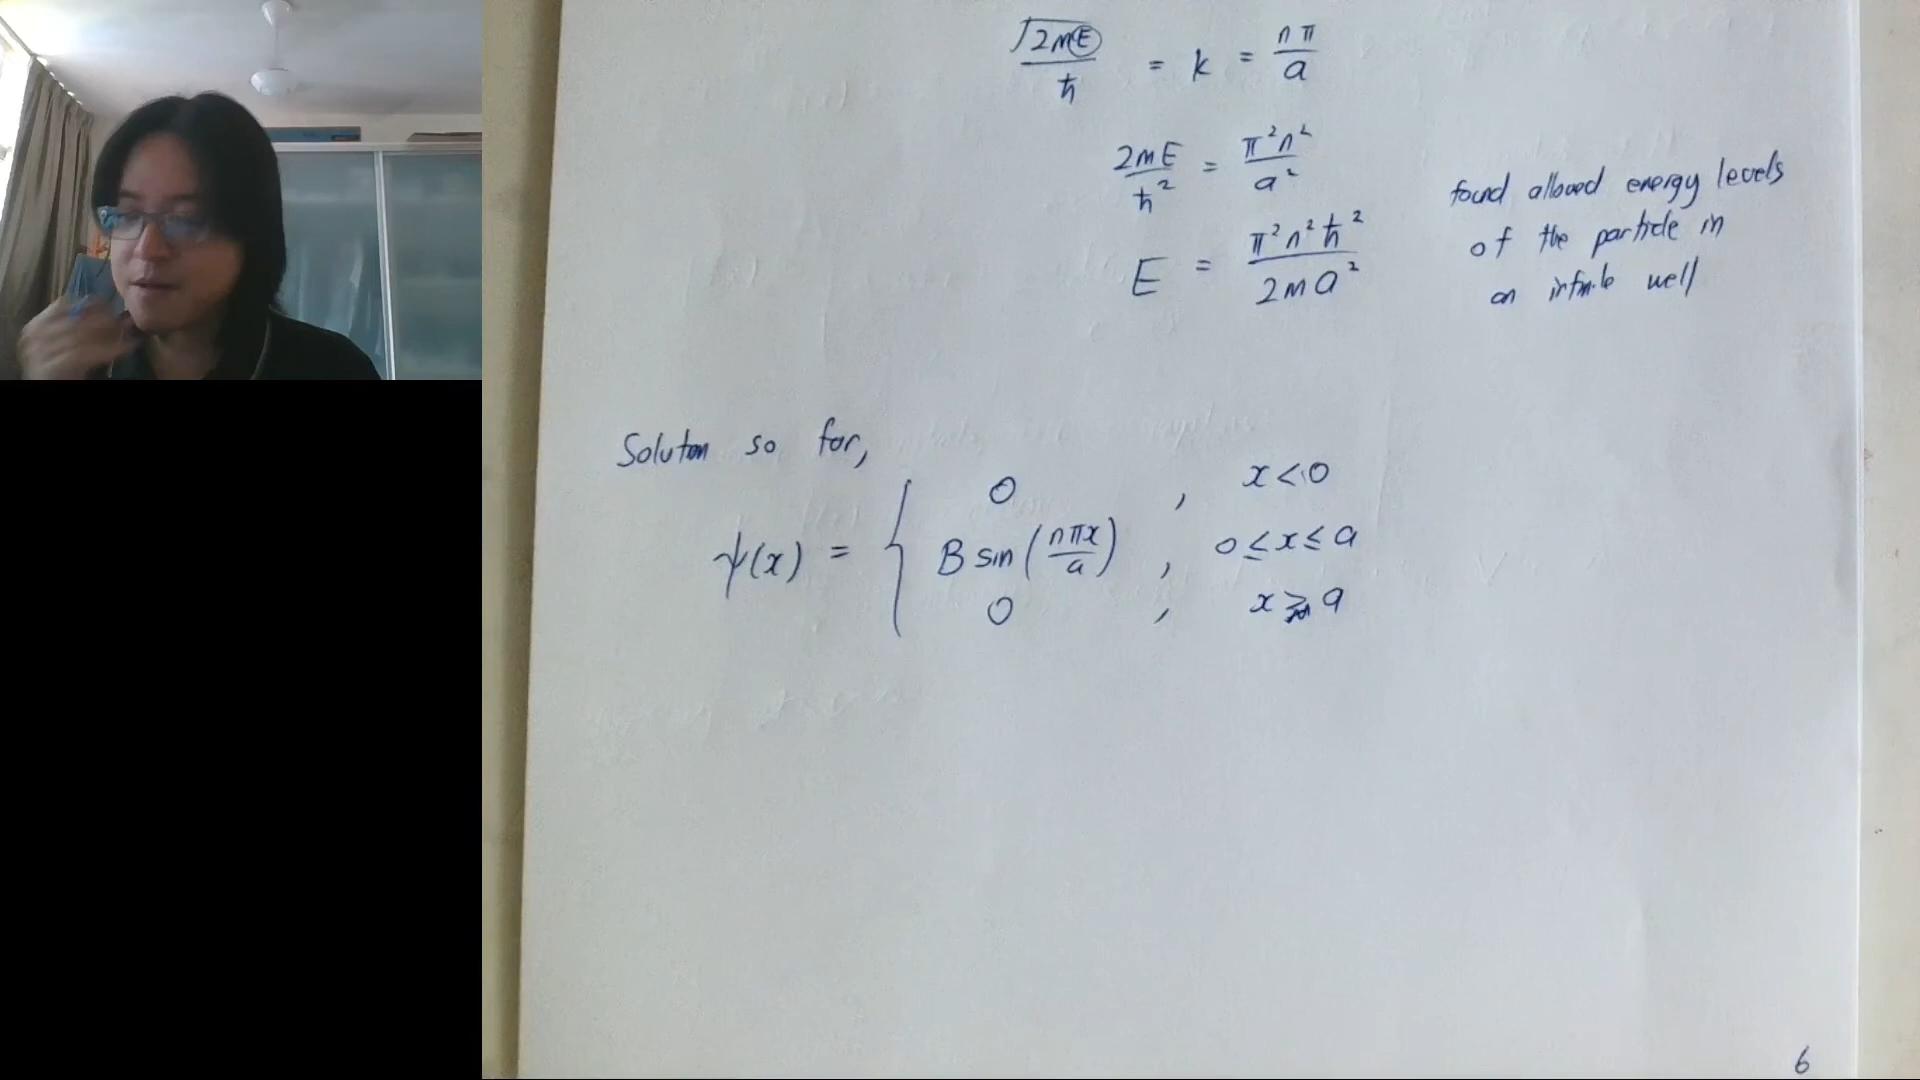 √2mE / ħ = k = nπ / a
2mE / ħ² = π²n² / a²
E = π²n²ħ² / 2ma²
found allowed energy levels
of the particle in
an infinite well
Soluton so far,
ψ(x) = { 0 , x < 0
B sin(nπx / a) , 0 ≤ x ≤ a
0 , x > a
6